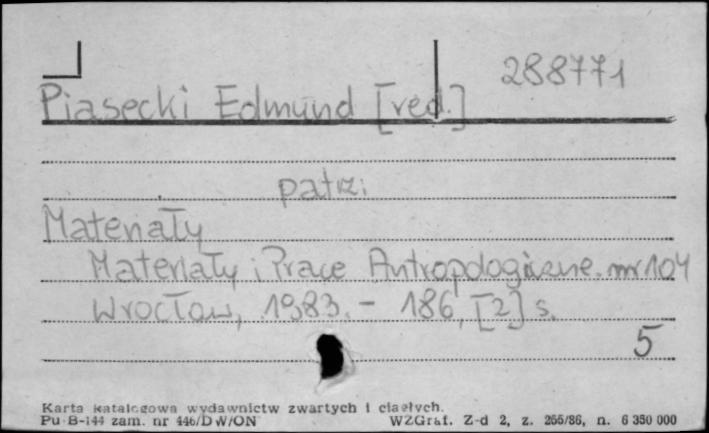 288771
Piasecki Edmund [red.]
patrz:
Materiały
Materiały i Prace Antropologiczne. nr 104
Wrocław, 1983. - 186, [2] s.
5
Karta katalogowa wydawnictw zwartych i ciągłych.
Pu-B-144 zam. nr 446/DW/ON WZGraf. Z-d 2, z. 255/86, n. 6 350 000